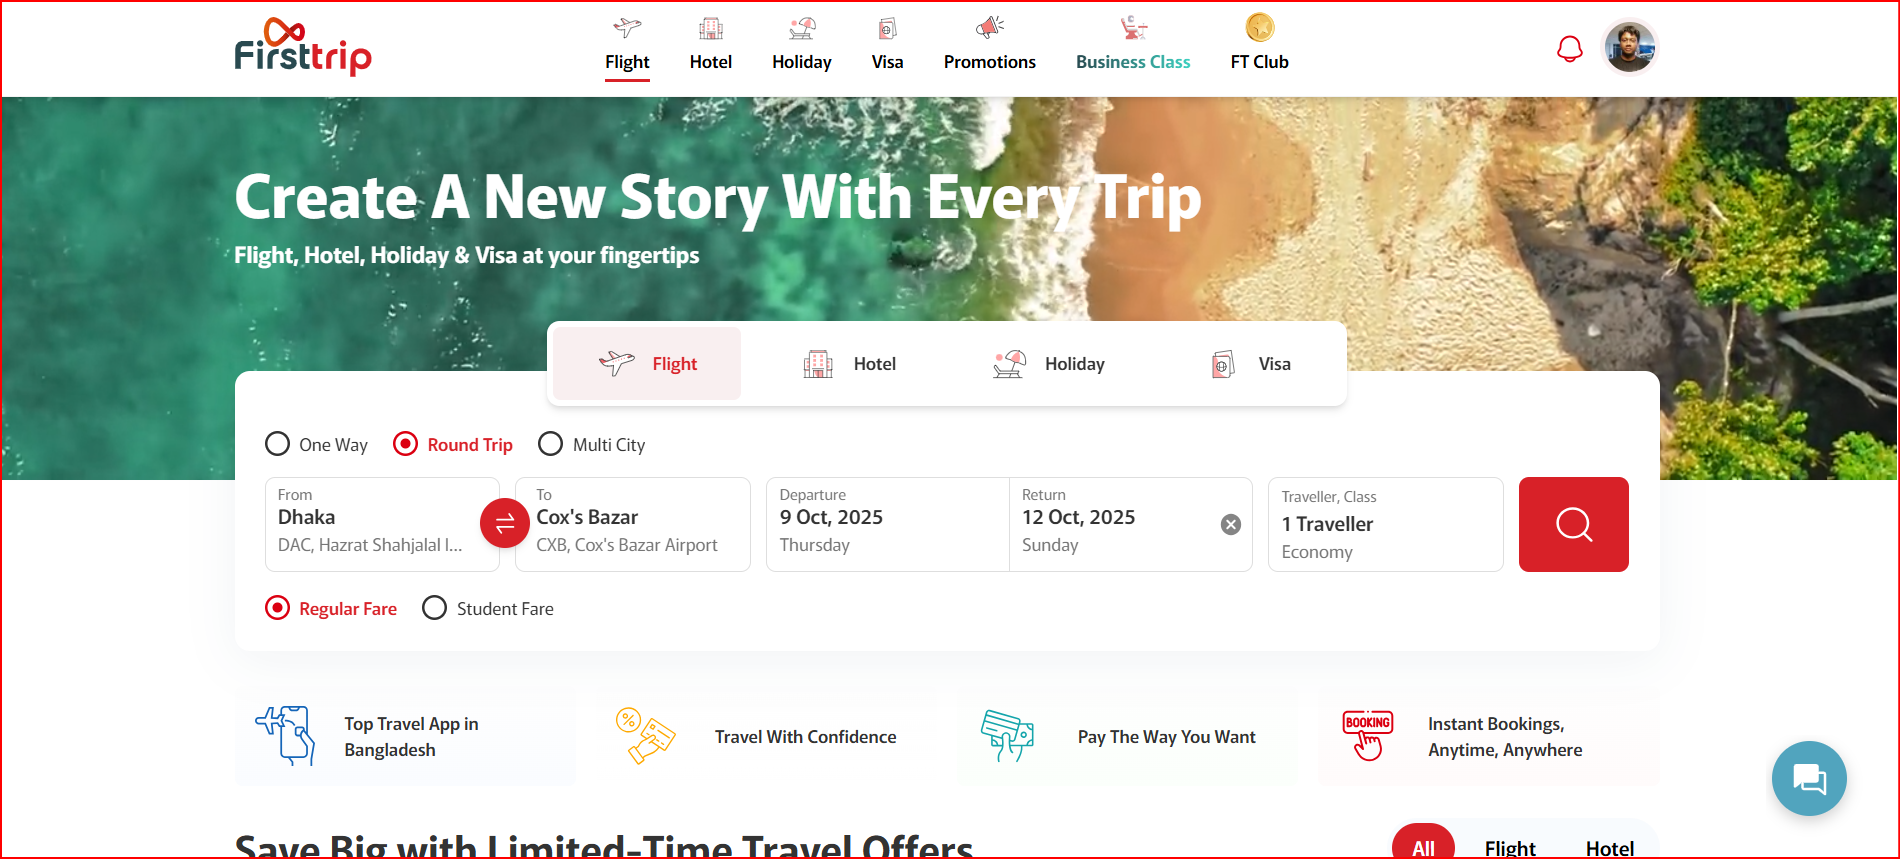 Firsttrip
Flight
Hotel
Holiday
Visa
Promotions
Business Class
FT Club
Create A New Story With Every Trip
Flight, Hotel, Holiday & Visa at your fingertips
Flight
Hotel
Holiday
Visa
One Way
Round Trip
Multi City
From
Dhaka
DAC, Hazrat Shahjalal I...
To
Cox's Bazar
CXB, Cox's Bazar Airport
Departure
9 Oct, 2025
Thursday
Return
12 Oct, 2025
Sunday
Traveller, Class
1 Traveller
Economy
Regular Fare
Student Fare
Top Travel App in
Bangladesh
Travel With Confidence
Pay The Way You Want
BOOKING
Instant Bookings,
Anytime, Anywhere
Save Big with Limited-Time Travel Offers
All
Flight
Hotel